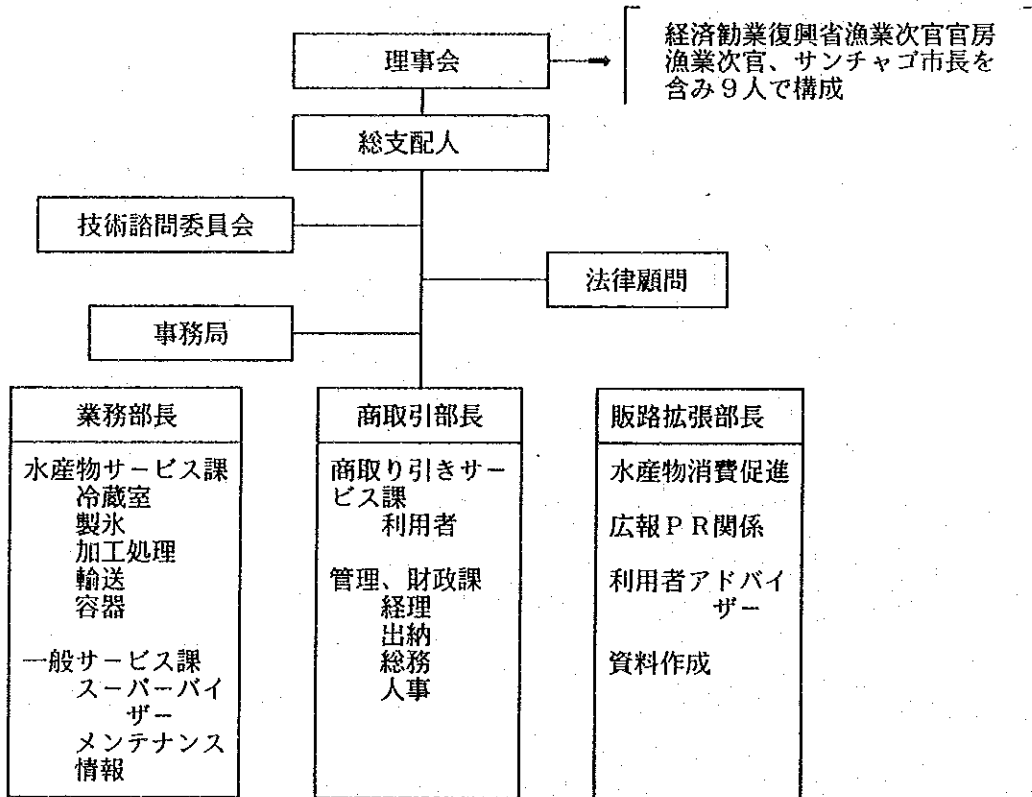 理事会
経済勧業復興省漁業次官官房
漁業次官、サンチャゴ市長を
含み9人で構成
総支配人
技術諮問委員会
法律顧問
事務局
業務部長
水産物サービス課
冷蔵室
製氷
加工処理
輸送
容器
一般サービス課
スーパーバイ
ザー
メンテナンス
情報
商取引部長
商取り引きサー
ビス課
利用者
管理、財政課
経理
出納
総務
人事
販路拡張部長
水産物消費促進
広報PR関係
利用者アドバイ
ザー
資料作成